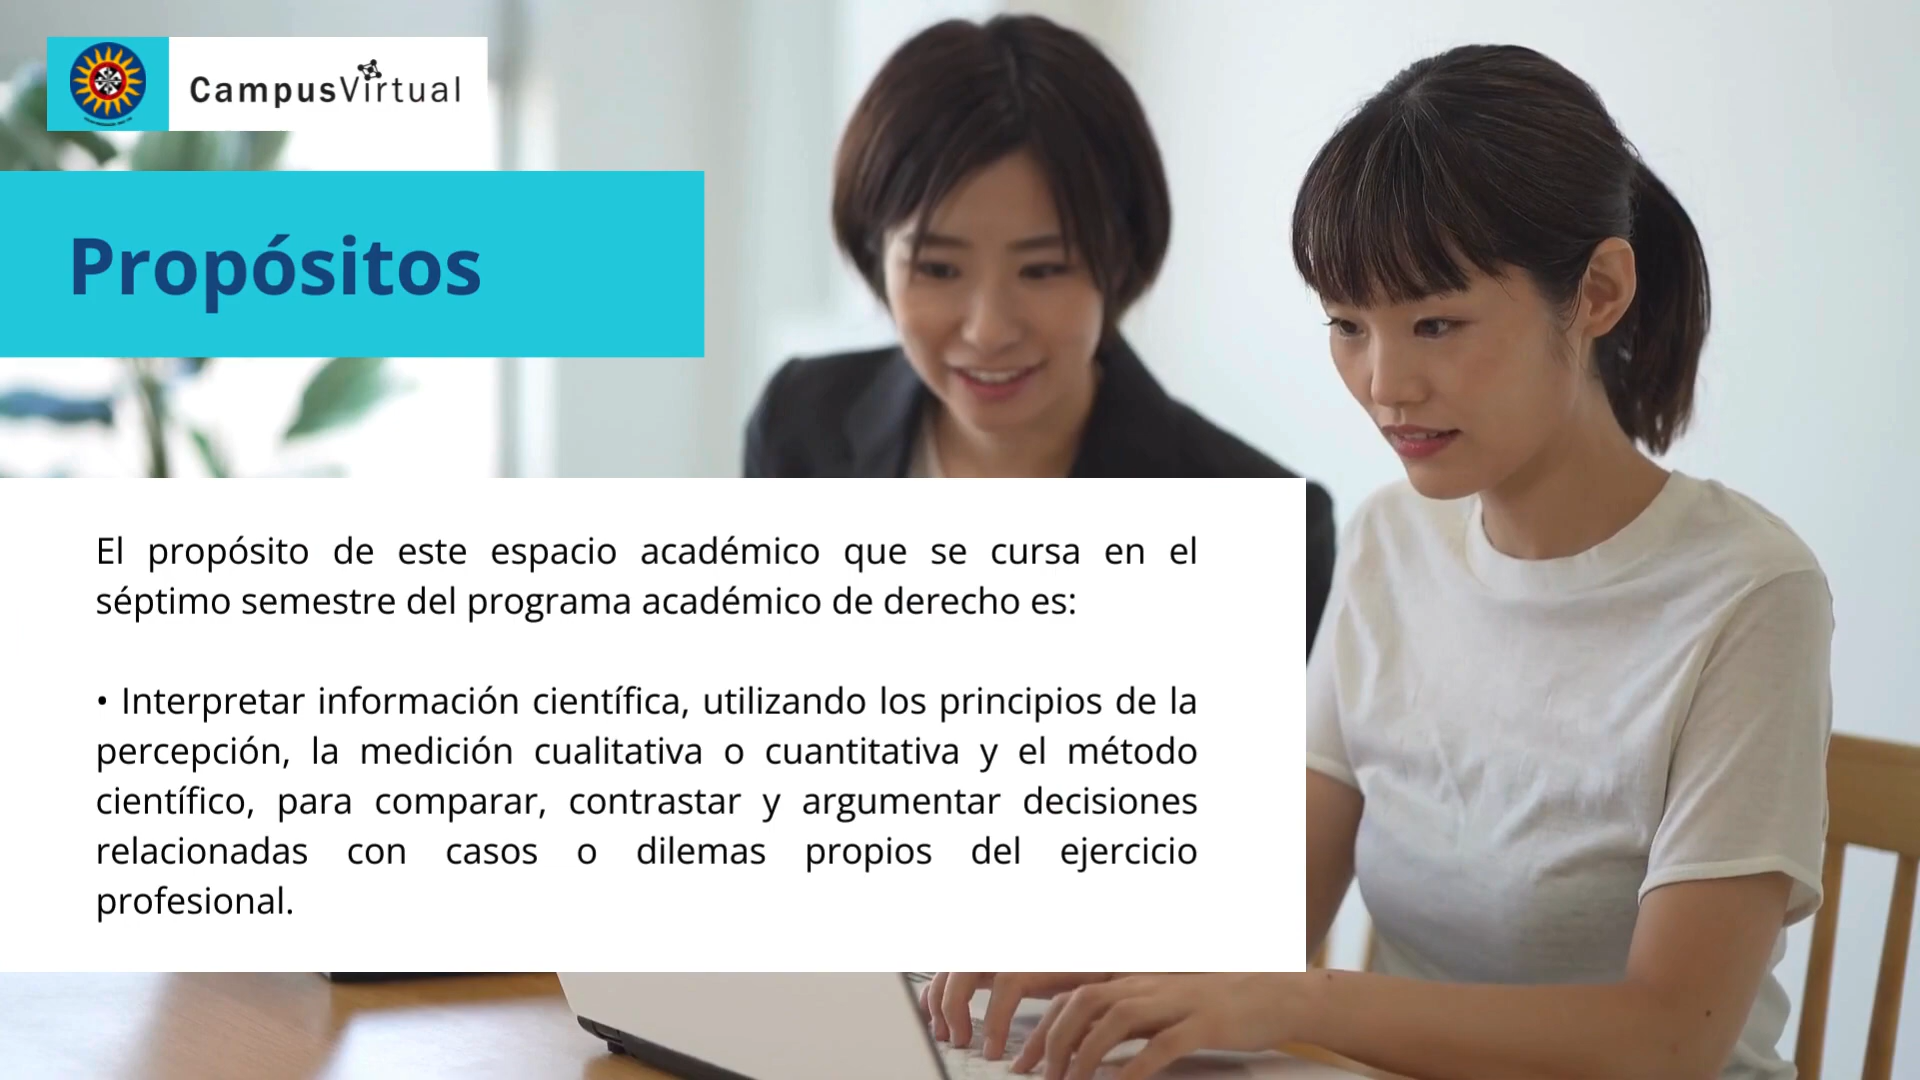 CampusVirtual
Propósitos
El propósito de este espacio académico que se cursa en el
séptimo semestre del programa académico de derecho es:
• Interpretar información científica, utilizando los principios de la
percepción, la medición cualitativa o cuantitativa y el método
científico, para comparar, contrastar y argumentar decisiones
relacionadas con casos o dilemas propios del ejercicio
profesional.